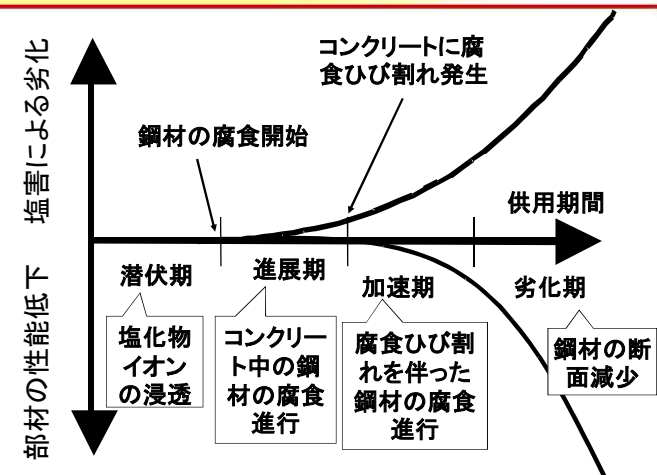 塩害による劣化
部材の性能低下
コンクリートに腐
食ひび割れ発生
鋼材の腐食開始
供用期間
潜伏期
進展期
加速期
劣化期
塩化物
イオン
の浸透
コンクリー
ト中の鋼
材の腐食
進行
腐食ひび割
れを伴った
鋼材の腐食
進行
鋼材の断
面減少